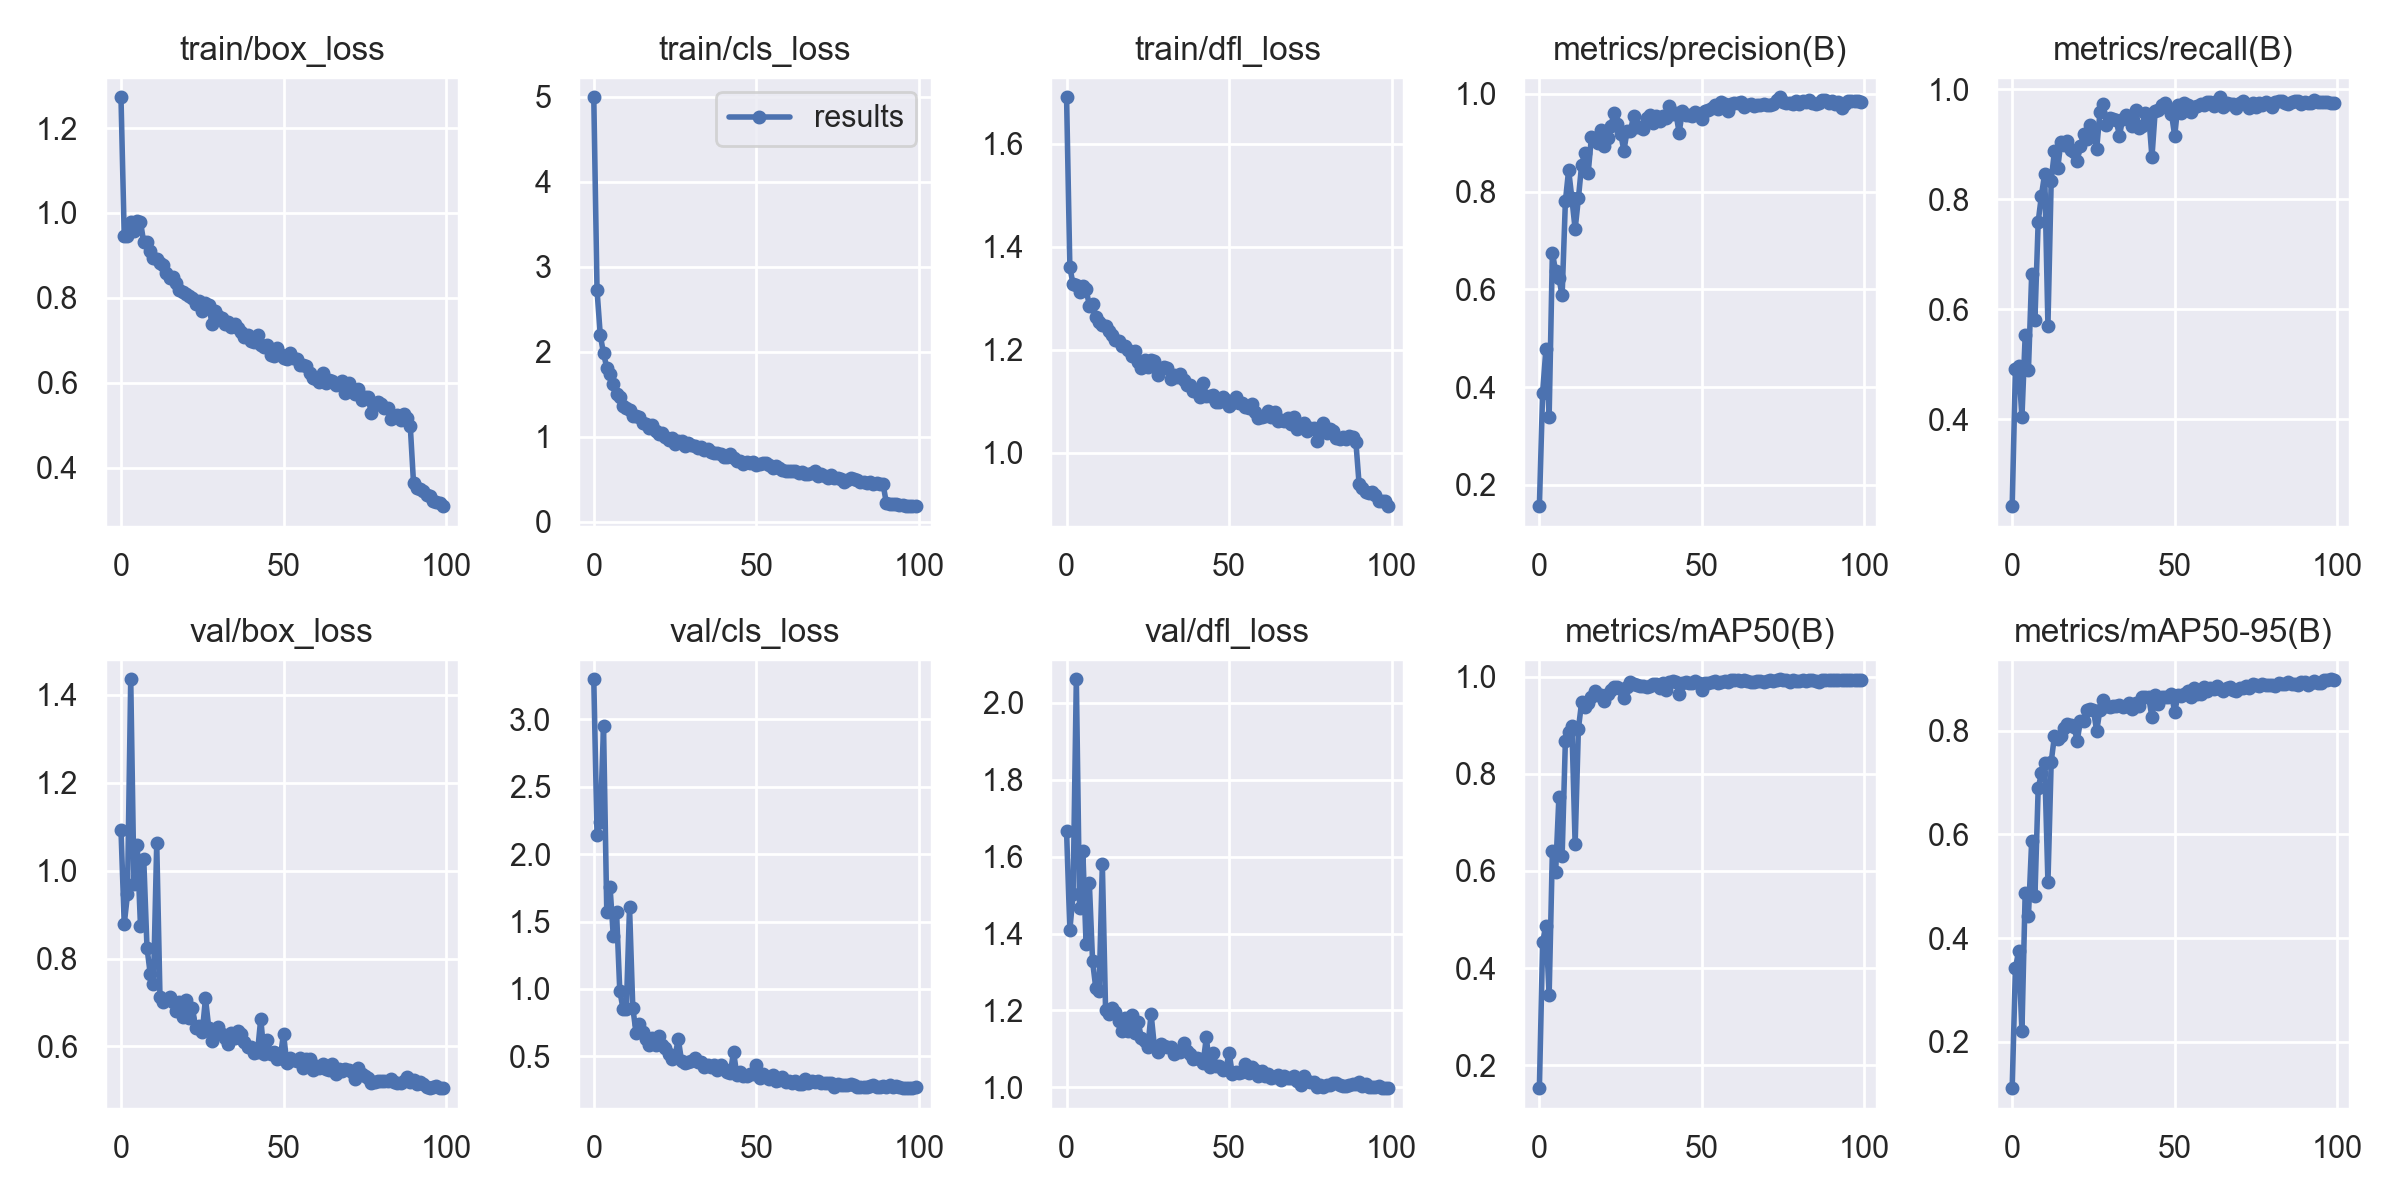 train/box_loss
1.2
1.0
0.8
0.6
0.4
0 50 100
train/cls_loss
results
5
4
3
2
1
0
0 50 100
train/dfl_loss
1.6
1.4
1.2
1.0
0 50 100
metrics/precision(B)
1.0
0.8
0.6
0.4
0.2
0 50 100
metrics/recall(B)
1.0
0.8
0.6
0.4
0 50 100
val/box_loss
1.4
1.2
1.0
0.8
0.6
0 50 100
val/cls_loss
3.0
2.5
2.0
1.5
1.0
0.5
0 50 100
val/dfl_loss
2.0
1.8
1.6
1.4
1.2
1.0
0 50 100
metrics/mAP50(B)
1.0
0.8
0.6
0.4
0.2
0 50 100
metrics/mAP50-95(B)
0.8
0.6
0.4
0.2
0 50 100